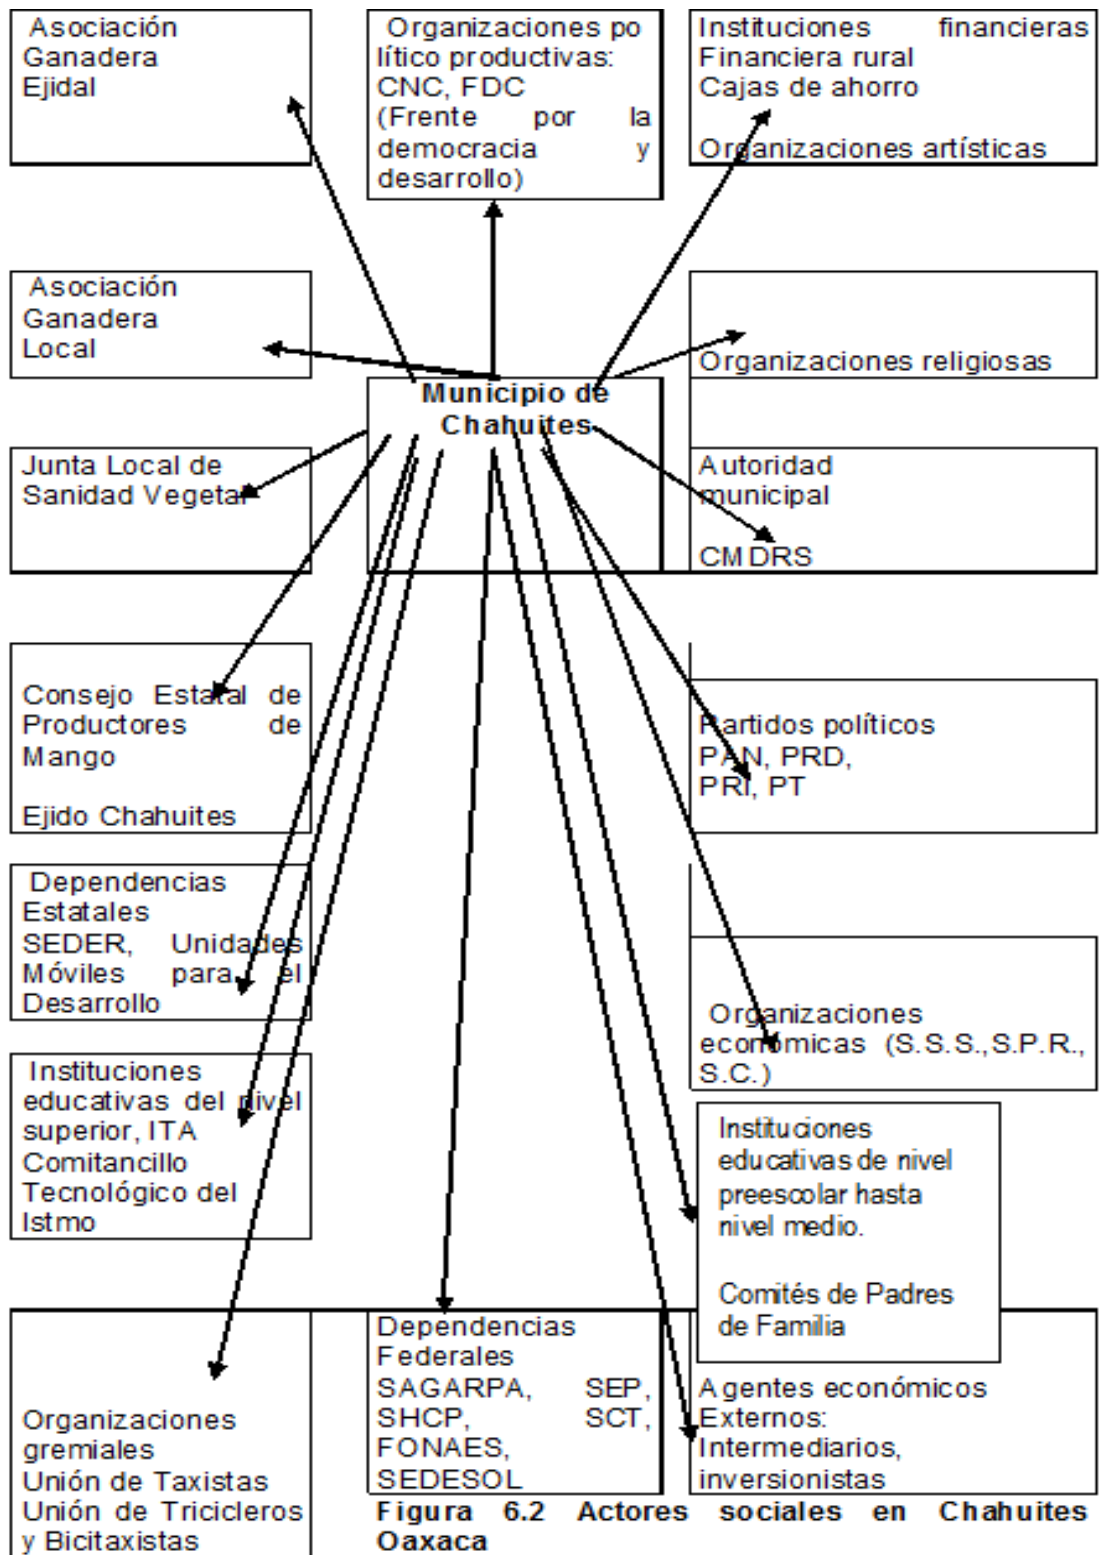 Asociación
Ganadera
Ejidal
Organizaciones po
lítico productivas:
CNC, FDC
(Frente por la
democracia y
desarrollo)
Instituciones financieras
Financiera rural
Cajas de ahorro
Organizaciones artísticas
Asociación
Ganadera
Local
Organizaciones religiosas
Municipio de
Chahuites
Junta Local de
Sanidad Vegetal
Autoridad
municipal
CMDRS
Consejo Estatal de
Productores de
Mango
Ejido Chahuites
Partidos políticos
PAN, PRD,
PRI, PT
Dependencias
Estatales
SEDER, Unidades
Móviles para el
Desarrollo
Organizaciones
económicas (S.S.S.,S.P.R.,
S.C.)
Instituciones
educativas del nivel
superior, ITA
Comitancillo
Tecnológico del
Istmo
Instituciones
educativas de nivel
preescolar hasta
nivel medio.
Comités de Padres
de Familia
Organizaciones
gremiales
Unión de Taxistas
Unión de Tricicleros
y Bicitaxistas
Dependencias
Federales
SAGARPA, SEP,
SHCP, SCT,
FONAES,
SEDESOL
Agentes económicos
Externos:
Intermediarios,
inversionistas
Figura 6.2 Actores sociales en Chahuites
Oaxaca